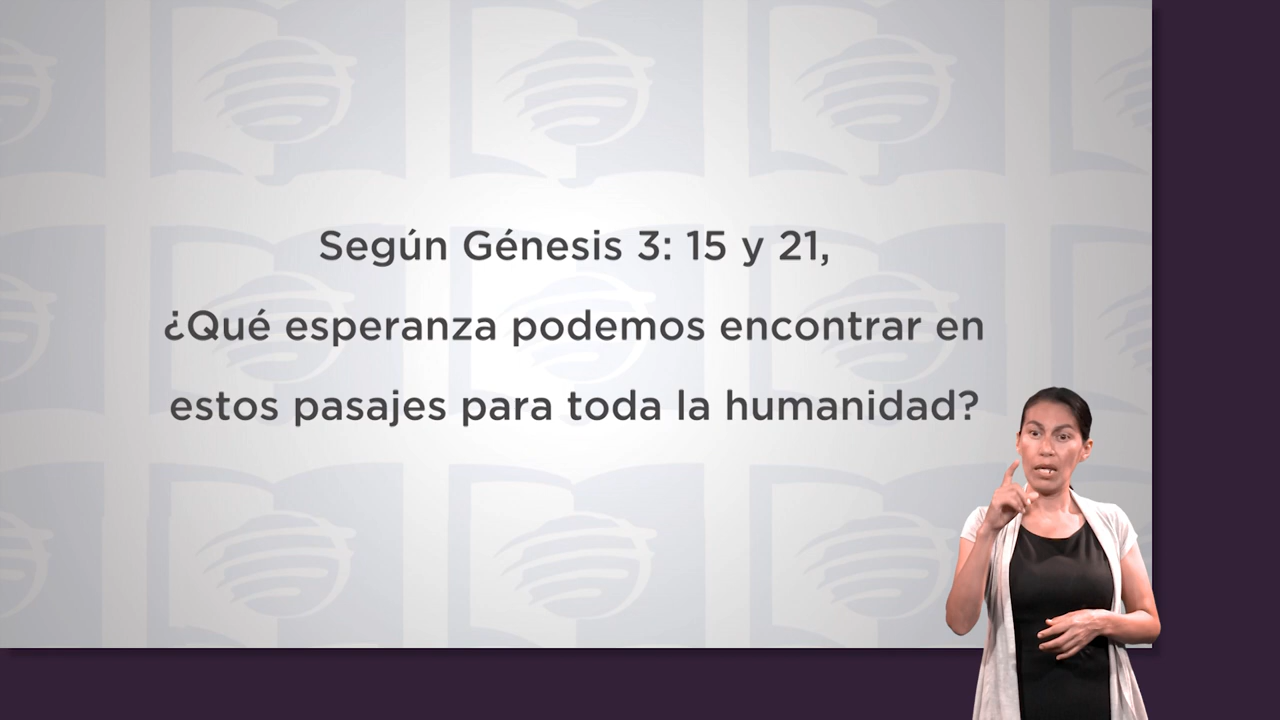 Según Génesis 3: 15 y 21,
¿Qué esperanza podemos encontrar en
estos pasajes para toda la humanidad?